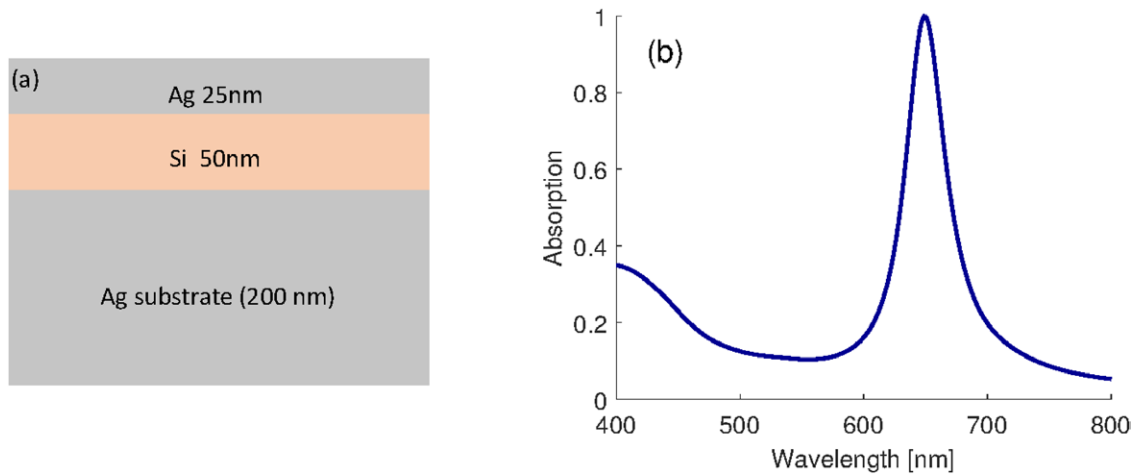 (a)
Ag 25nm
Si 50nm
Ag substrate (200 nm)
(b)
Absorption
1
0.8
0.6
0.4
0.2
0
400 500 600 700 800
Wavelength [nm]